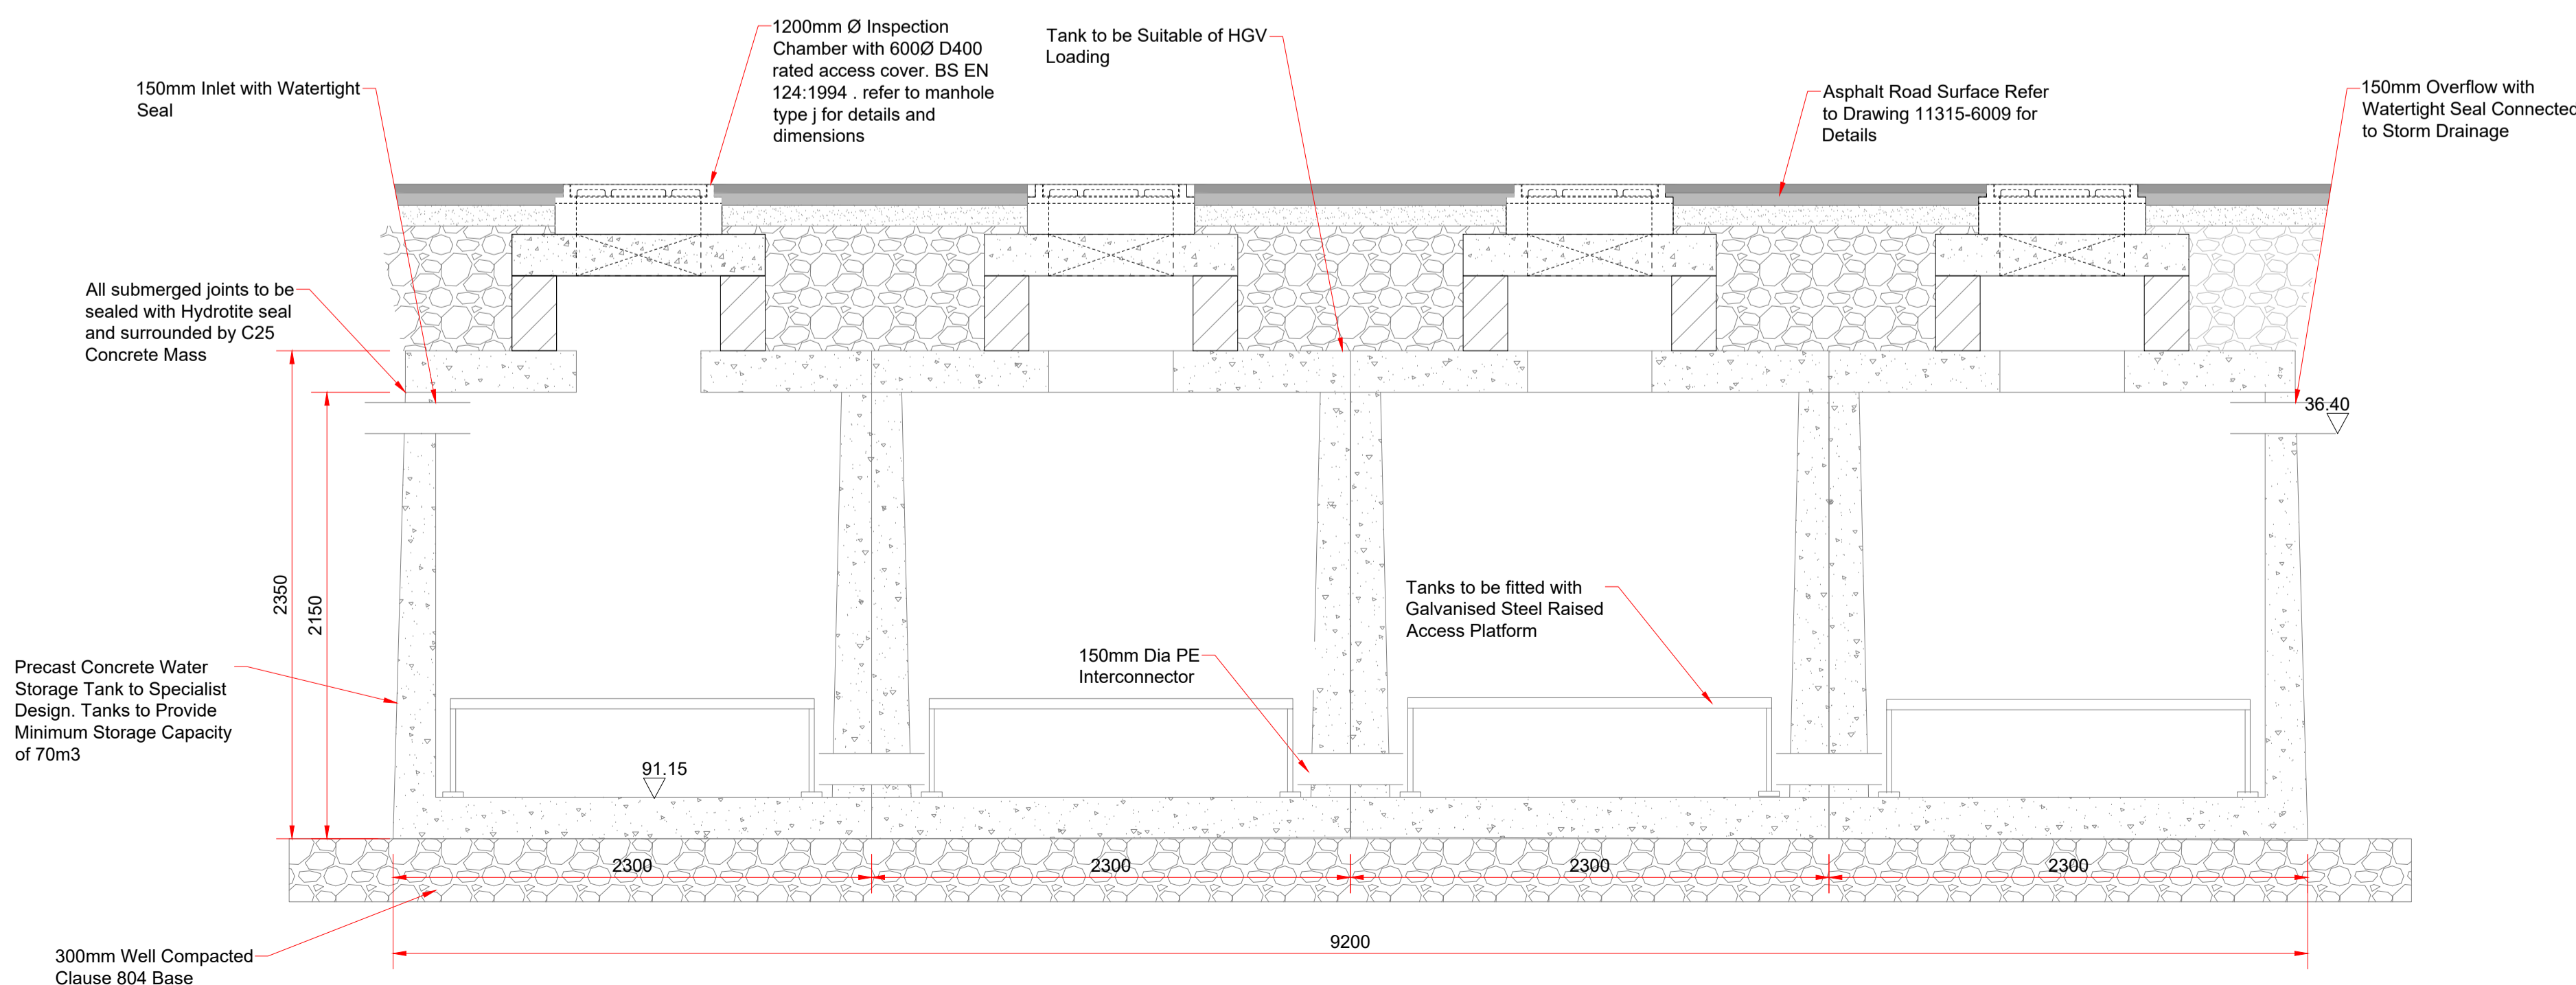 1200mm Ø Inspection
Chamber with 600Ø D400
rated access cover. BS EN
124:1994 . refer to manhole
type j for details and
dimensions
Tank to be Suitable of HGV
Loading
150mm Inlet with Watertight
Seal
Asphalt Road Surface Refer
to Drawing 11315-6009 for
Details
150mm Overflow with
Watertight Seal Connected
to Storm Drainage
All submerged joints to be
sealed with Hydrotite seal
and surrounded by C25
Concrete Mass
36.40
2350
2150
Tanks to be fitted with
Galvanised Steel Raised
Access Platform
150mm Dia PE
Interconnector
Precast Concrete Water
Storage Tank to Specialist
Design. Tanks to Provide
Minimum Storage Capacity
of 70m3
91.15
2300
2300
2300
2300
9200
300mm Well Compacted
Clause 804 Base